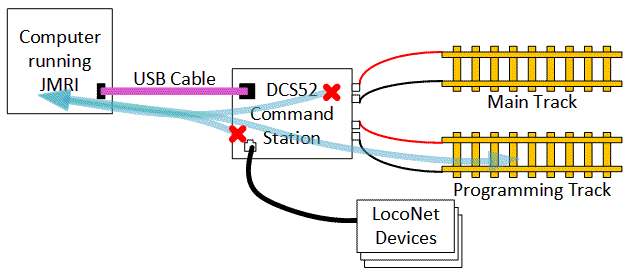 Computer
running
JMRI
USB Cable
DCS52
Command
Station
Main Track
Programming Track
LocoNet
Devices